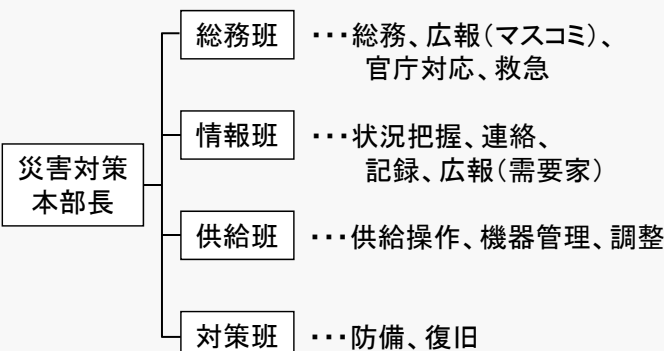 総務班 ・・・総務、広報（マスコミ）、
官庁対応、救急
情報班 ・・・状況把握、連絡、
記録、広報（需要家）
災害対策
本部長
供給班 ・・・供給操作、機器管理、調整
対策班 ・・・防備、復旧